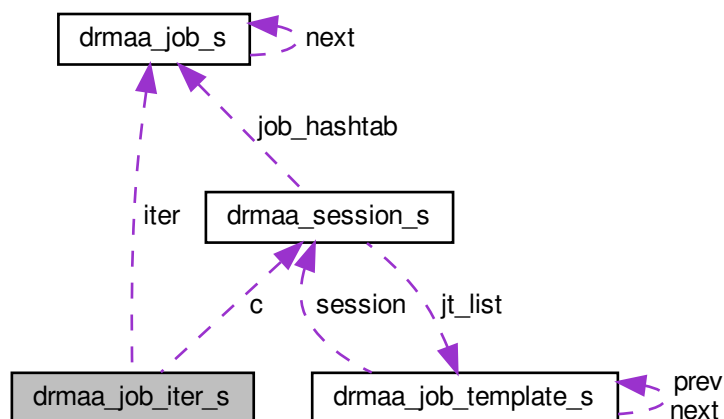 drmaa_job_s
next
job_hashtab
iter
drmaa_session_s
c
session
jt_list
drmaa_job_iter_s
drmaa_job_template_s
prev
next